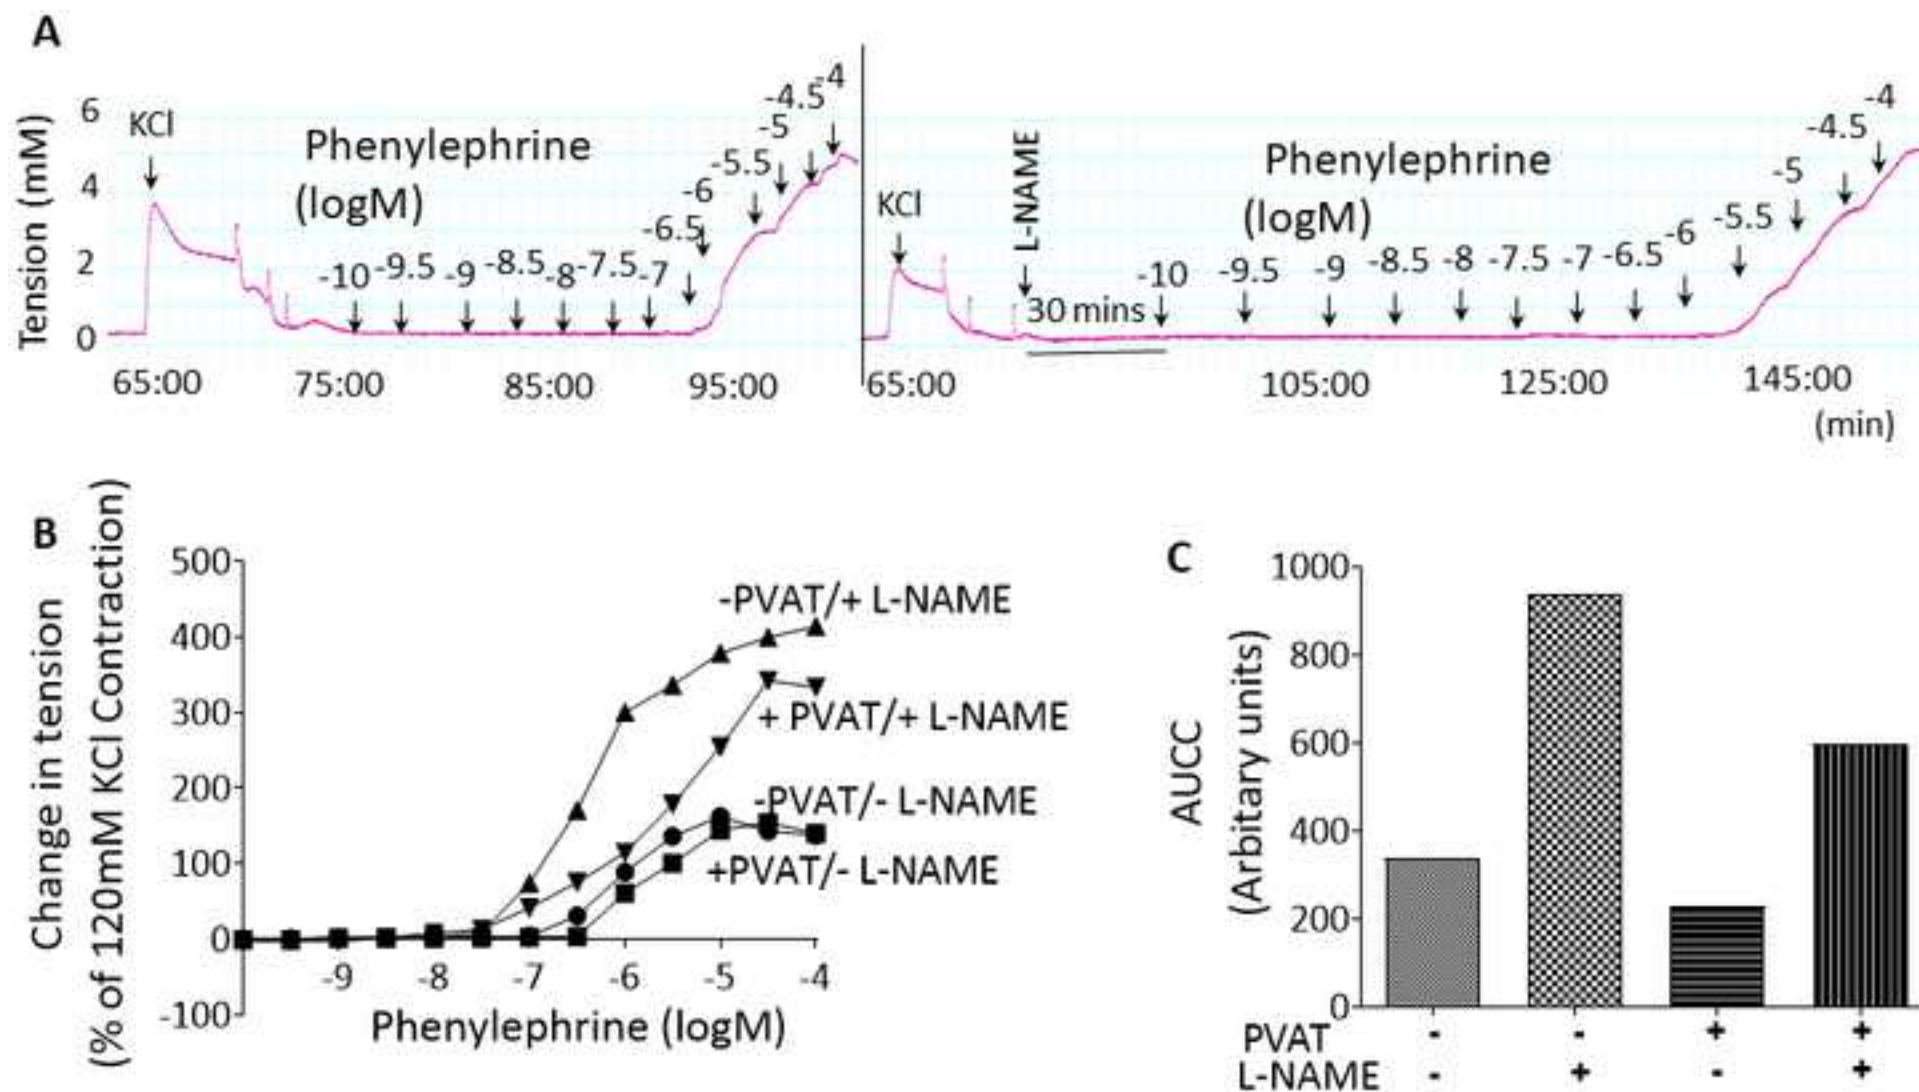 A
Tension (mM)
6
4
2
0
KCl
Phenylephrine
(logM)
-10 -9.5 -9 -8.5 -8 -7.5 -7 -6.5 -6 -5.5 -5 -4.5 -4
65:00 75:00 85:00 95:00
KCl
L-NAME
30 mins
Phenylephrine
(logM)
-10 -9.5 -9 -8.5 -8 -7.5 -7 -6.5 -6 -5.5 -5 -4.5 -4
65:00 105:00 125:00 145:00
(min)
B
Change in tension
(% of 120mM KCl Contraction)
500
400
300
200
100
0
-100
-PVAT/+ L-NAME
+ PVAT/+ L-NAME
-PVAT/- L-NAME
+PVAT/- L-NAME
-9 -8 -7 -6 -5 -4
Phenylephrine (logM)
C
AUCC
(Arbitary units)
1000
800
600
400
200
0
PVAT - - + +
L-NAME - + - +